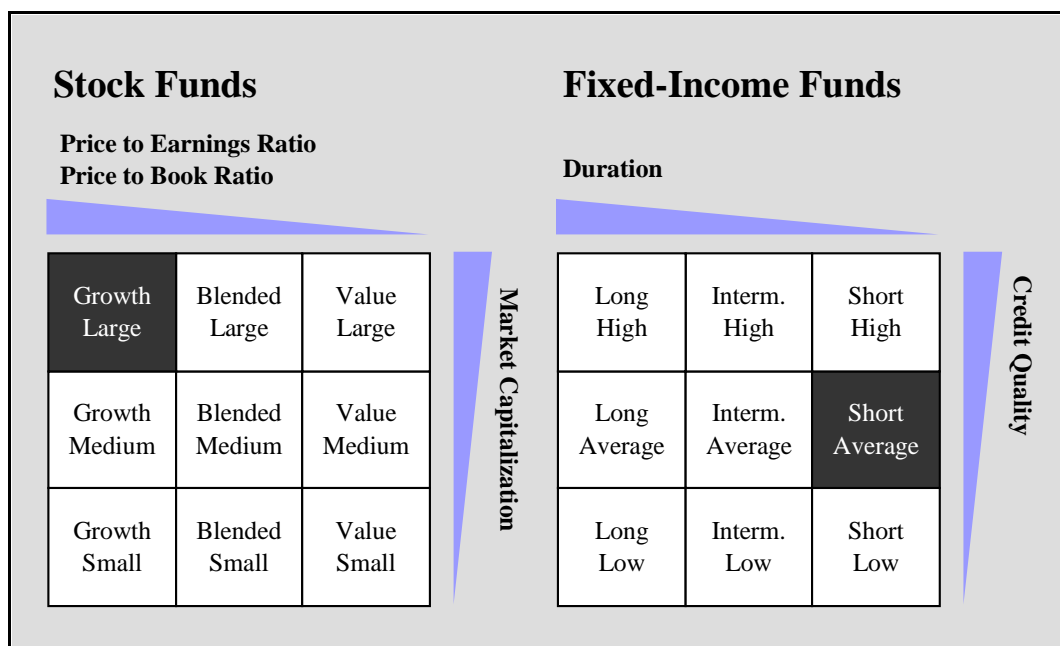 Stock Funds
Price to Earnings Ratio
Price to Book Ratio
Growth
Large
Blended
Large
Value
Large
Growth
Medium
Blended
Medium
Value
Medium
Growth
Small
Blended
Small
Value
Small
Market Capitalization
Fixed-Income Funds
Duration
Long
High
Interm.
High
Short
High
Long
Average
Interm.
Average
Short
Average
Long
Low
Interm.
Low
Short
Low
Credit Quality